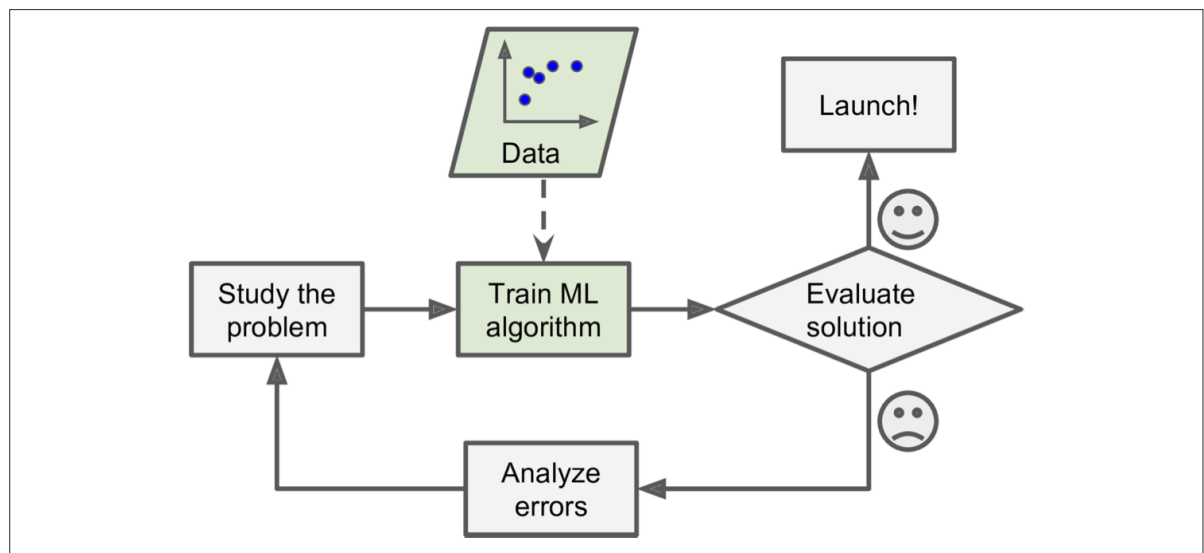 Data
Launch!
Study the
problem
Train ML
algorithm
Evaluate
solution
Analyze
errors